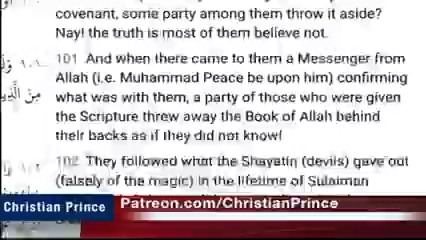 covenant, some party among them throw it aside?
Nay! the truth is most of them believe not.
101 And when there came to them a Messenger from
Allah (i.e. Muhammad Peace be upon him) confirming
what was with them, a party of those who were given
the Scripture threw away the Book of Allah behind
their backs as if they did not know!
102 They followed what the Shayatin (devils) gave out
(falsely of the magic) in the lifetime of Sulaiman
Christian Prince
Patreon.com/ChristianPrince